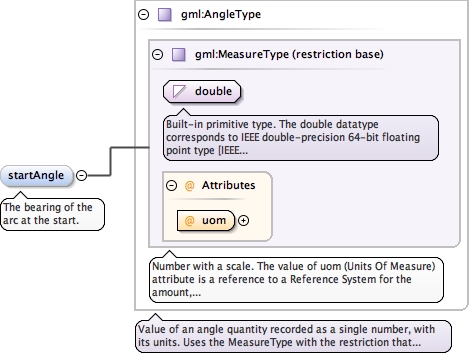 gml:AngleType
gml:MeasureType (restriction base)
double
Built-in primitive type. The double datatype
corresponds to IEEE double-precision 64-bit floating
point type [IEEE...
startAngle
The bearing of the
arc at the start.
@ Attributes
@ uom
Number with a scale. The value of uom (Units Of Measure)
attribute is a reference to a Reference System for the
amount,...
Value of an angle quantity recorded as a single number, with
its units. Uses the MeasureType with the restriction that...